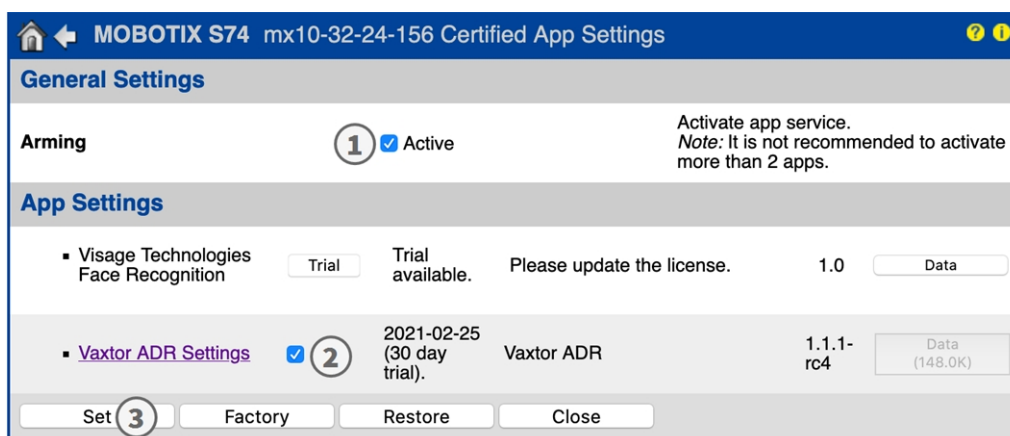 MOBOTIX S74 mx10-32-24-156 Certified App Settings ? i
General Settings
Arming
1
Active
Activate app service.
Note: It is not recommended to activate
more than 2 apps.
App Settings
Visage Technologies
Face Recognition
Trial
Trial
available.
Please update the license.
1.0
Data
Vaxtor ADR Settings
2
2021-02-25
(30 day
trial).
Vaxtor ADR
1.1.1-
rc4
Data
(148.0K)
Set 3 Factory Restore Close